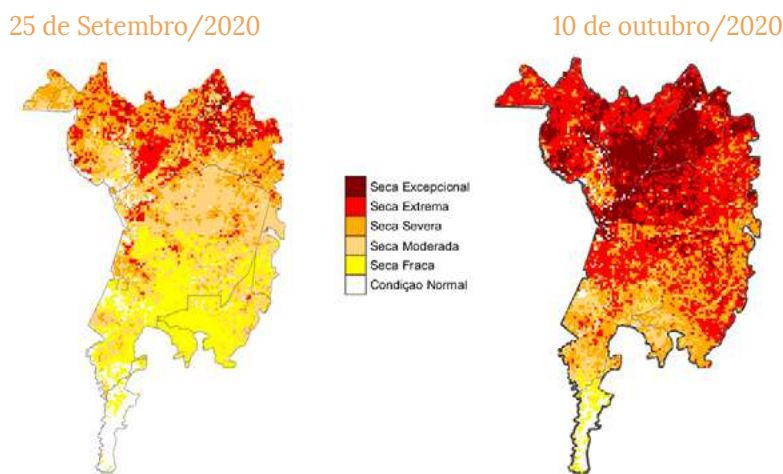 25 de Setembro/2020
10 de outubro/2020
Seca Excepcional
Seca Extrema
Seca Severa
Seca Moderada
Seca Fraca
Condiçao Normal